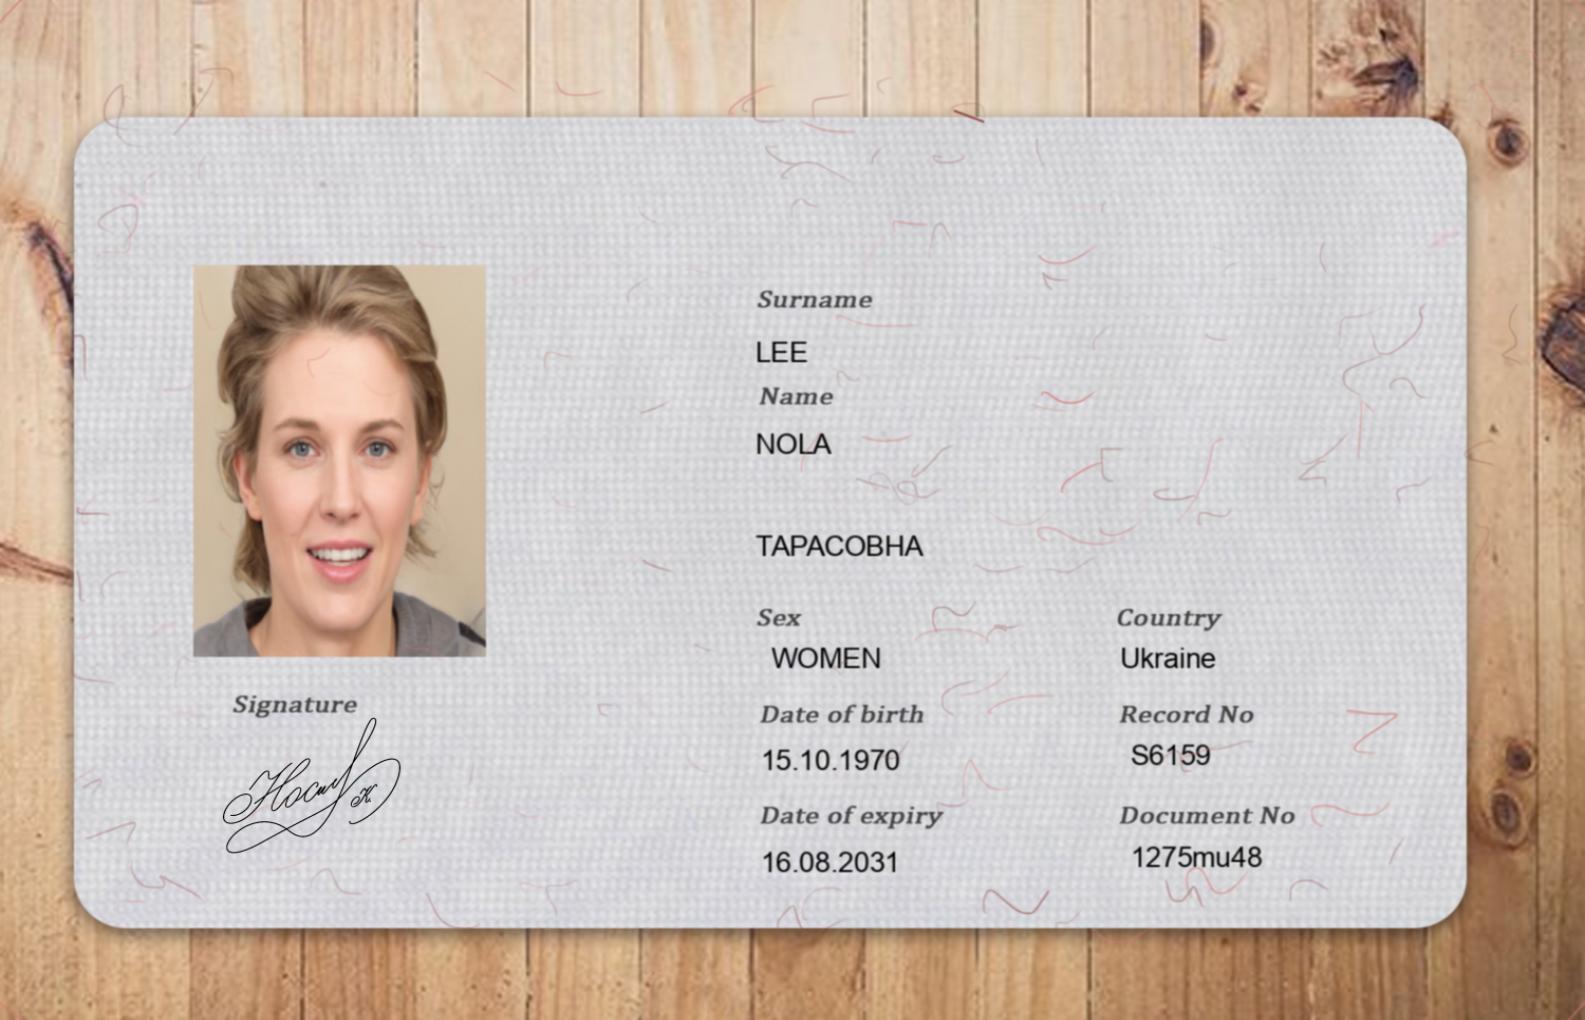 Surname
LEE
Name
NOLA
TAPACOBHA
Sex Country
WOMEN Ukraine
Date of birth Record No
15.10.1970 S6159
Date of expiry Document No
16.08.2031 1275mu48
Signature